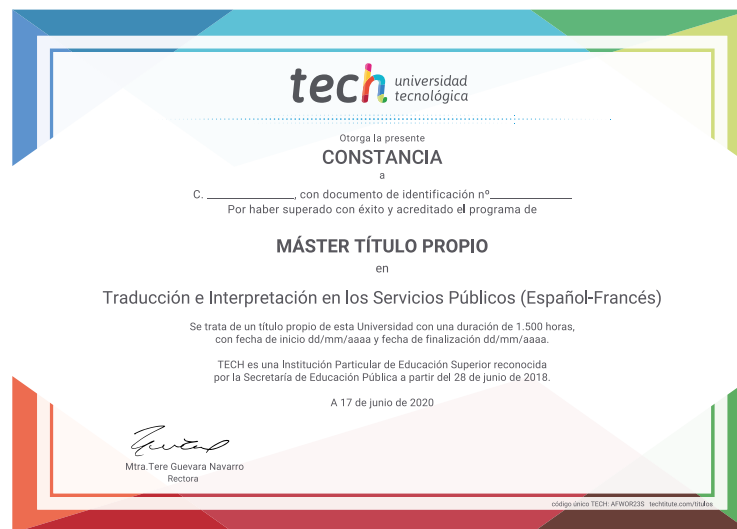 tech universidad
tecnológica
Otorga la presente
CONSTANCIA
a
C. ________________, con documento de identificación nº______________
Por haber superado con éxito y acreditado el programa de
MÁSTER TÍTULO PROPIO
en
Traducción e Interpretación en los Servicios Públicos (Español-Francés)
Se trata de un título propio de esta Universidad con una duración de 1.500 horas,
con fecha de inicio dd/mm/aaaa y fecha de finalización dd/mm/aaaa.
TECH es una Institución Particular de Educación Superior reconocida
por la Secretaría de Educación Pública a partir del 28 de junio de 2018.
A 17 de junio de 2020
Mtra.Tere Guevara Navarro
Rectora
código único TECH: AFWOR23S techtitute.com/títulos